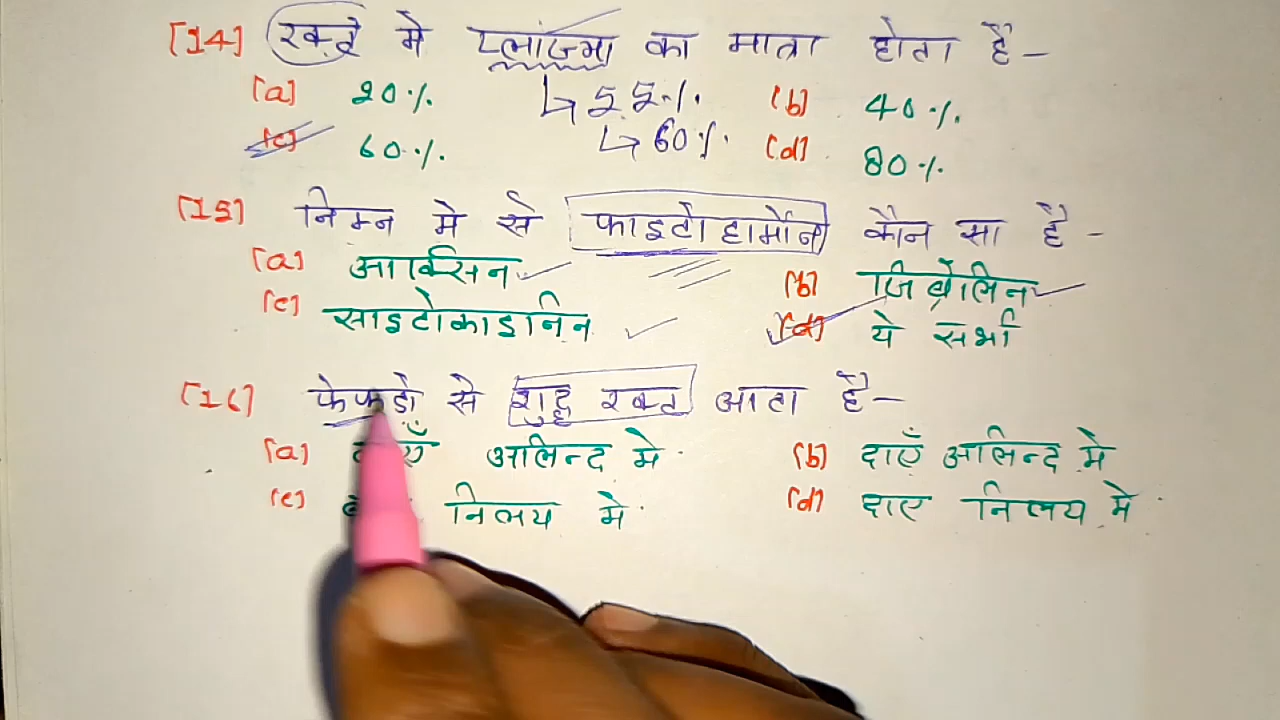 [14] रक्त मे प्लाज्मा का मात्रा होता है –
[a] 20% ↳ 55% [b] 40%
[c] 60% ↳ 60% [d] 80%
[15] निम्न मे से फाइटोहार्मोन कौन सा है –
[a] आक्सिन [b] जिब्रेलिन
[c] साइटोकाइनिन [d] ये सभी
[16] फेफडो से शुद्ध रक्त आता है –
[a] अलिन्द मे [b] दाएँ अलिन्द मे
[c] निलय मे [d] दाए निलय मे